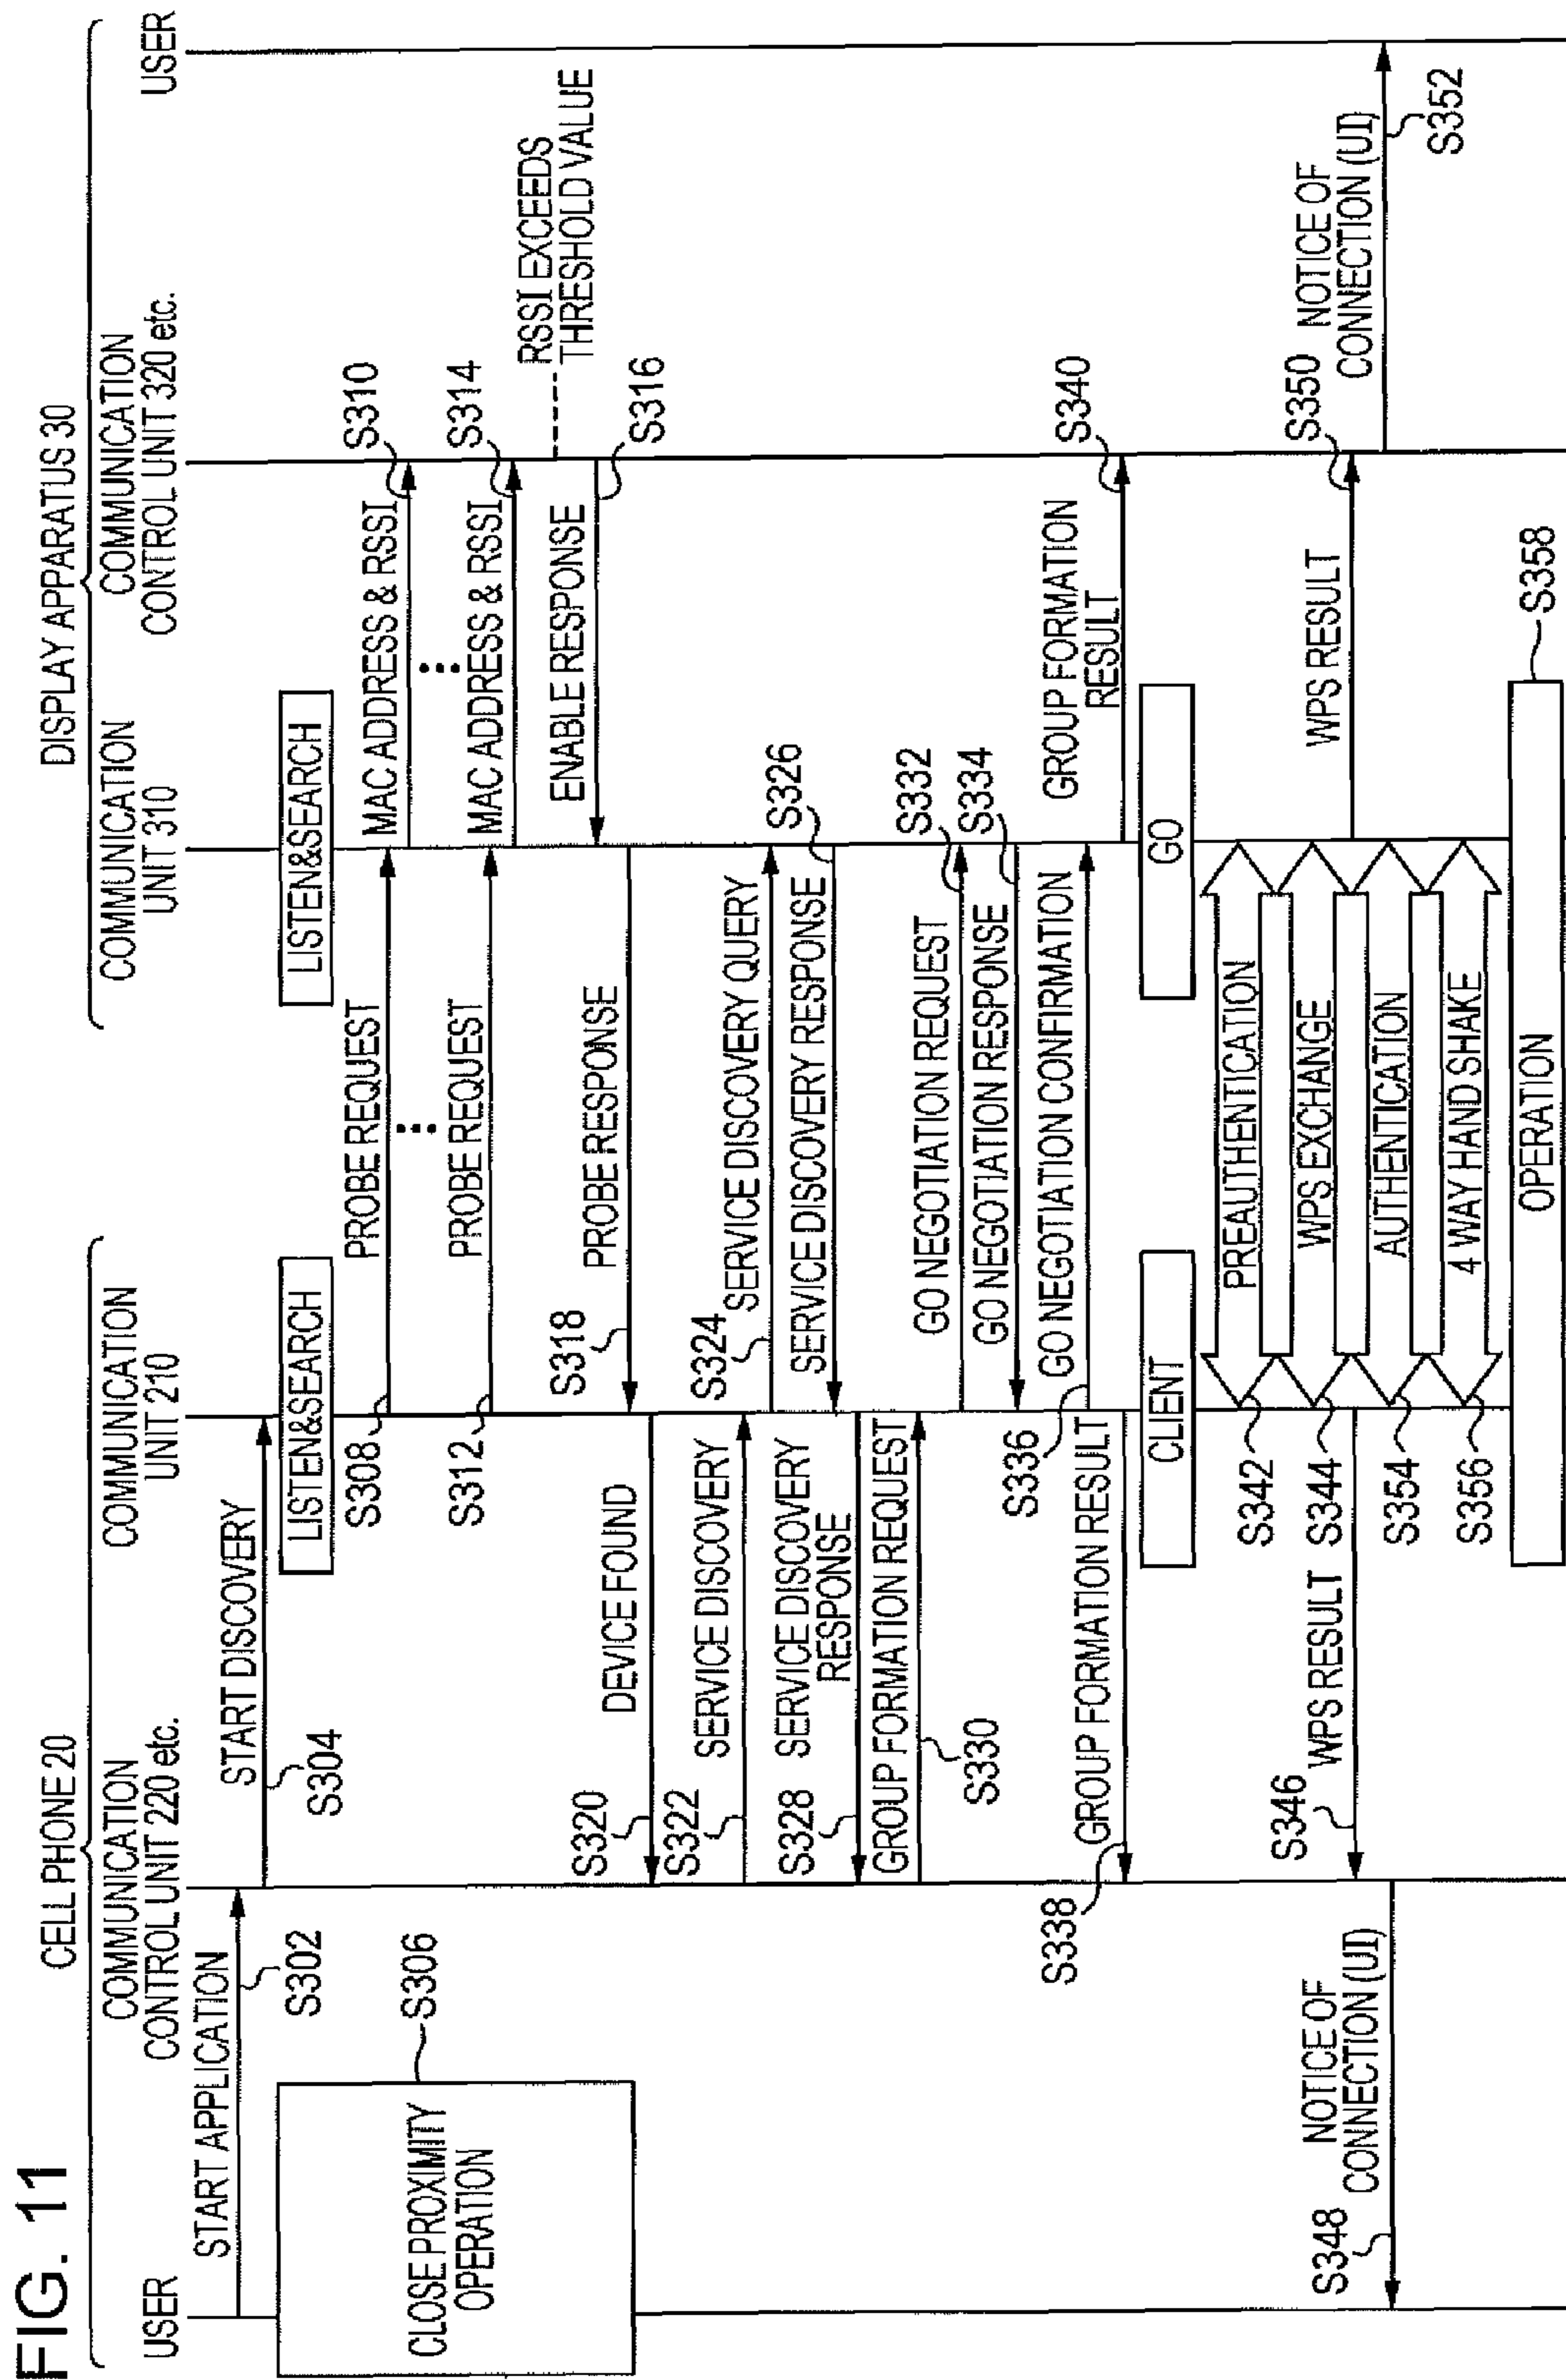 FIG. 11
CELL PHONE 20
DISPLAY APPARATUS 30
USER
COMMUNICATION
CONTROL UNIT 220 etc.
COMMUNICATION
UNIT 210
COMMUNICATION
UNIT 310
COMMUNICATION
CONTROL UNIT 320 etc.
USER
START APPLICATION
S302
START DISCOVERY
S304
CLOSE PROXIMITY
OPERATION
S306
LISTEN&SEARCH
LISTEN&SEARCH
PROBE REQUEST
S308
MAC ADDRESS & RSSI
S310
PROBE REQUEST
S312
MAC ADDRESS & RSSI
S314
RSSI EXCEEDS
THRESHOLD VALUE
ENABLE RESPONSE
S316
PROBE RESPONSE
S318
DEVICE FOUND
S320
SERVICE DISCOVERY
S322
SERVICE DISCOVERY QUERY
S324
SERVICE DISCOVERY RESPONSE
S326
SERVICE DISCOVERY
RESPONSE
S328
GROUP FORMATION REQUEST
S330
GO NEGOTIATION REQUEST
S332
GO NEGOTIATION RESPONSE
S334
GO NEGOTIATION CONFIRMATION
S336
GROUP FORMATION RESULT
S338
GROUP FORMATION
RESULT
S340
CLIENT
GO
PREAUTHENTICATION
S342
WPS EXCHANGE
S344
WPS RESULT
S346
NOTICE OF
CONNECTION (UI)
S348
WPS RESULT
S350
NOTICE OF
CONNECTION (UI)
S352
AUTHENTICATION
S354
4 WAY HAND SHAKE
S356
OPERATION
S358